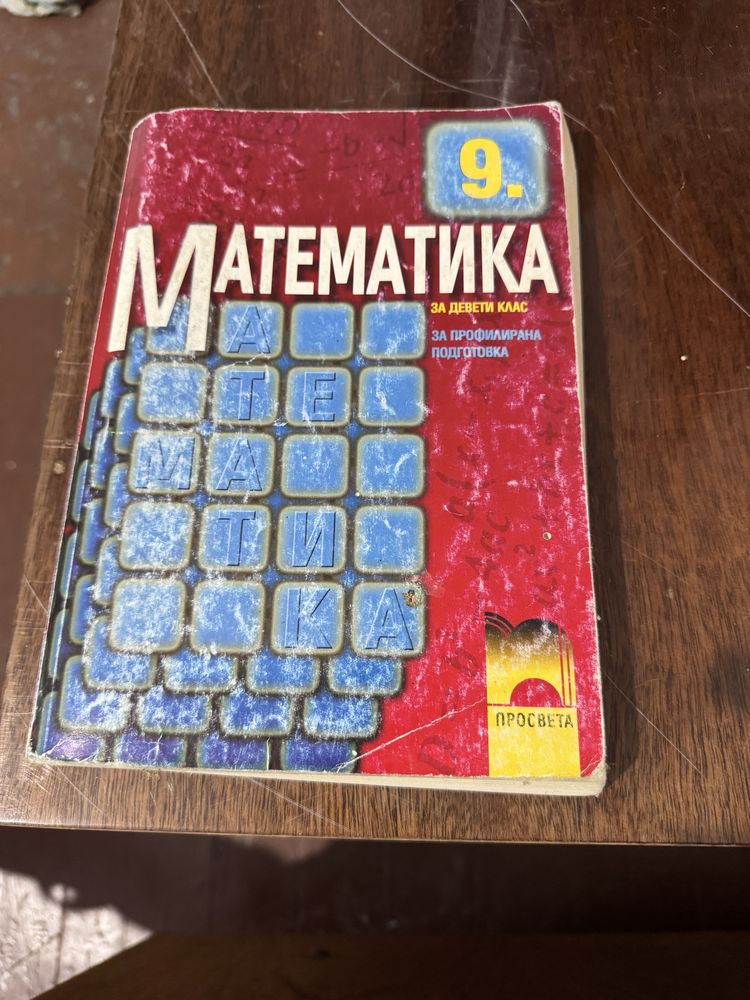 9.
МАТЕМАТИКА
ЗА ДЕВЕТИ КЛАС
ЗА ПРОФИЛИРАНА
ПОДГОТОВКА
А
Т Е
М А
Т И
К А
ПРОСВЕТА